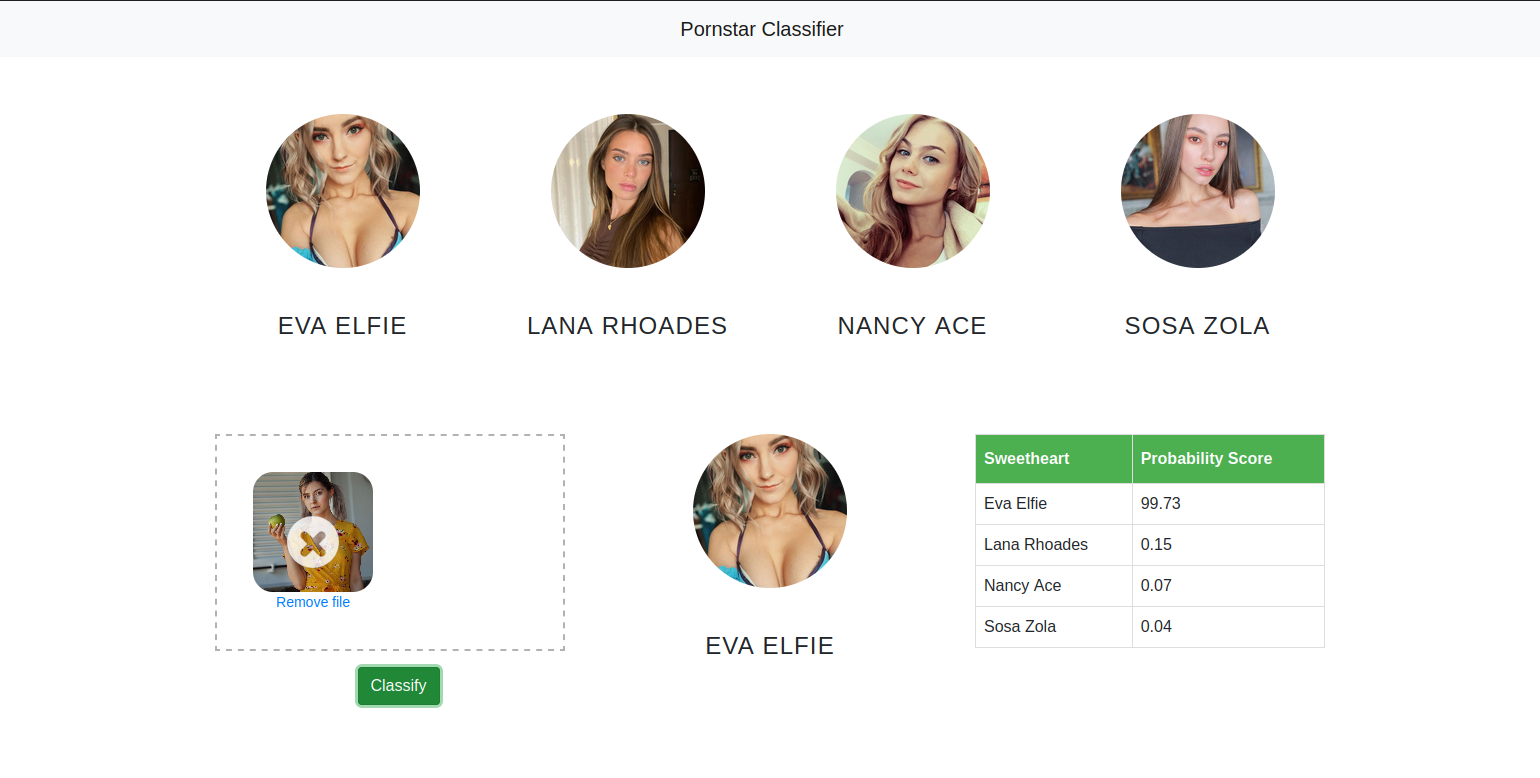 Pornstar Classifier
EVA ELFIE
LANA RHOADES
NANCY ACE
SOSA ZOLA
Remove file
Classify
EVA ELFIE
Sweetheart Probability Score
Eva Elfie 99.73
Lana Rhoades 0.15
Nancy Ace 0.07
Sosa Zola 0.04